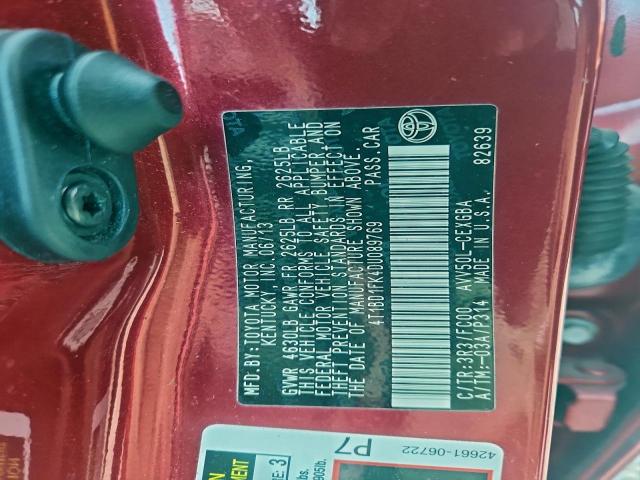 MFD.BY:TOYOTA MOTOR MANUFACTURING,
KENTUCKY, INC. 06/13
GVWR 4630LB GAWR FR 2625LB RR 2625LB
THIS VEHICLE CONFORMS TO ALL APPLICABLE
FEDERAL MOTOR VEHICLE SAFETY, BUMPER, AND
THEFT PREVENTION STANDARDS IN EFFECT ON
THE DATE OF MANUFACTURE SHOWN ABOVE.
4T1BD1FK4DU089769 PASS.CAR
C/TR:3R3/FC00 AVV50L-CEXGBA
A/TM:-03A/P314 MADE IN U.S.A. 82639
42661-06722
P7